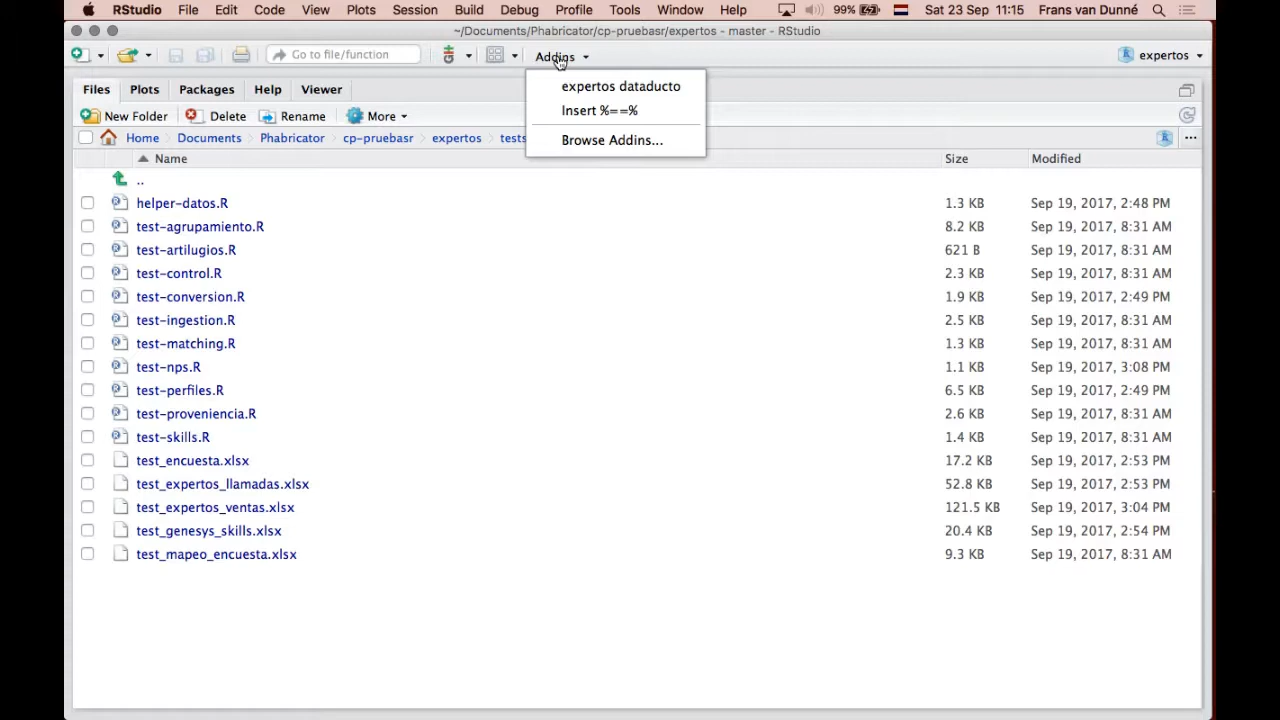 RStudio File Edit Code View Plots Session Build Debug Profile Tools Window Help 99% Sat 23 Sep 11:15 Frans van Dunné
~/Documents/Phabricator/cp-pruebasr/expertos - master - RStudio
Go to file/function Addins expertos
expertos dataducto
Insert %==%
Browse Addins...
Files Plots Packages Help Viewer
New Folder Delete Rename More
Home Documents Phabricator cp-pruebasr expertos tests ...
Name Size Modified
..
helper-datos.R 1.3 KB Sep 19, 2017, 2:48 PM
test-agrupamiento.R 8.2 KB Sep 19, 2017, 8:31 AM
test-artilugios.R 621 B Sep 19, 2017, 8:31 AM
test-control.R 2.3 KB Sep 19, 2017, 8:31 AM
test-conversion.R 1.9 KB Sep 19, 2017, 2:49 PM
test-ingestion.R 2.5 KB Sep 19, 2017, 8:31 AM
test-matching.R 1.3 KB Sep 19, 2017, 8:31 AM
test-nps.R 1.1 KB Sep 19, 2017, 3:08 PM
test-perfiles.R 6.5 KB Sep 19, 2017, 2:49 PM
test-proveniencia.R 2.6 KB Sep 19, 2017, 8:31 AM
test-skills.R 1.4 KB Sep 19, 2017, 8:31 AM
test_encuesta.xlsx 17.2 KB Sep 19, 2017, 2:53 PM
test_expertos_llamadas.xlsx 52.8 KB Sep 19, 2017, 2:53 PM
test_expertos_ventas.xlsx 121.5 KB Sep 19, 2017, 3:04 PM
test_genesys_skills.xlsx 20.4 KB Sep 19, 2017, 2:54 PM
test_mapeo_encuesta.xlsx 9.3 KB Sep 19, 2017, 8:31 AM